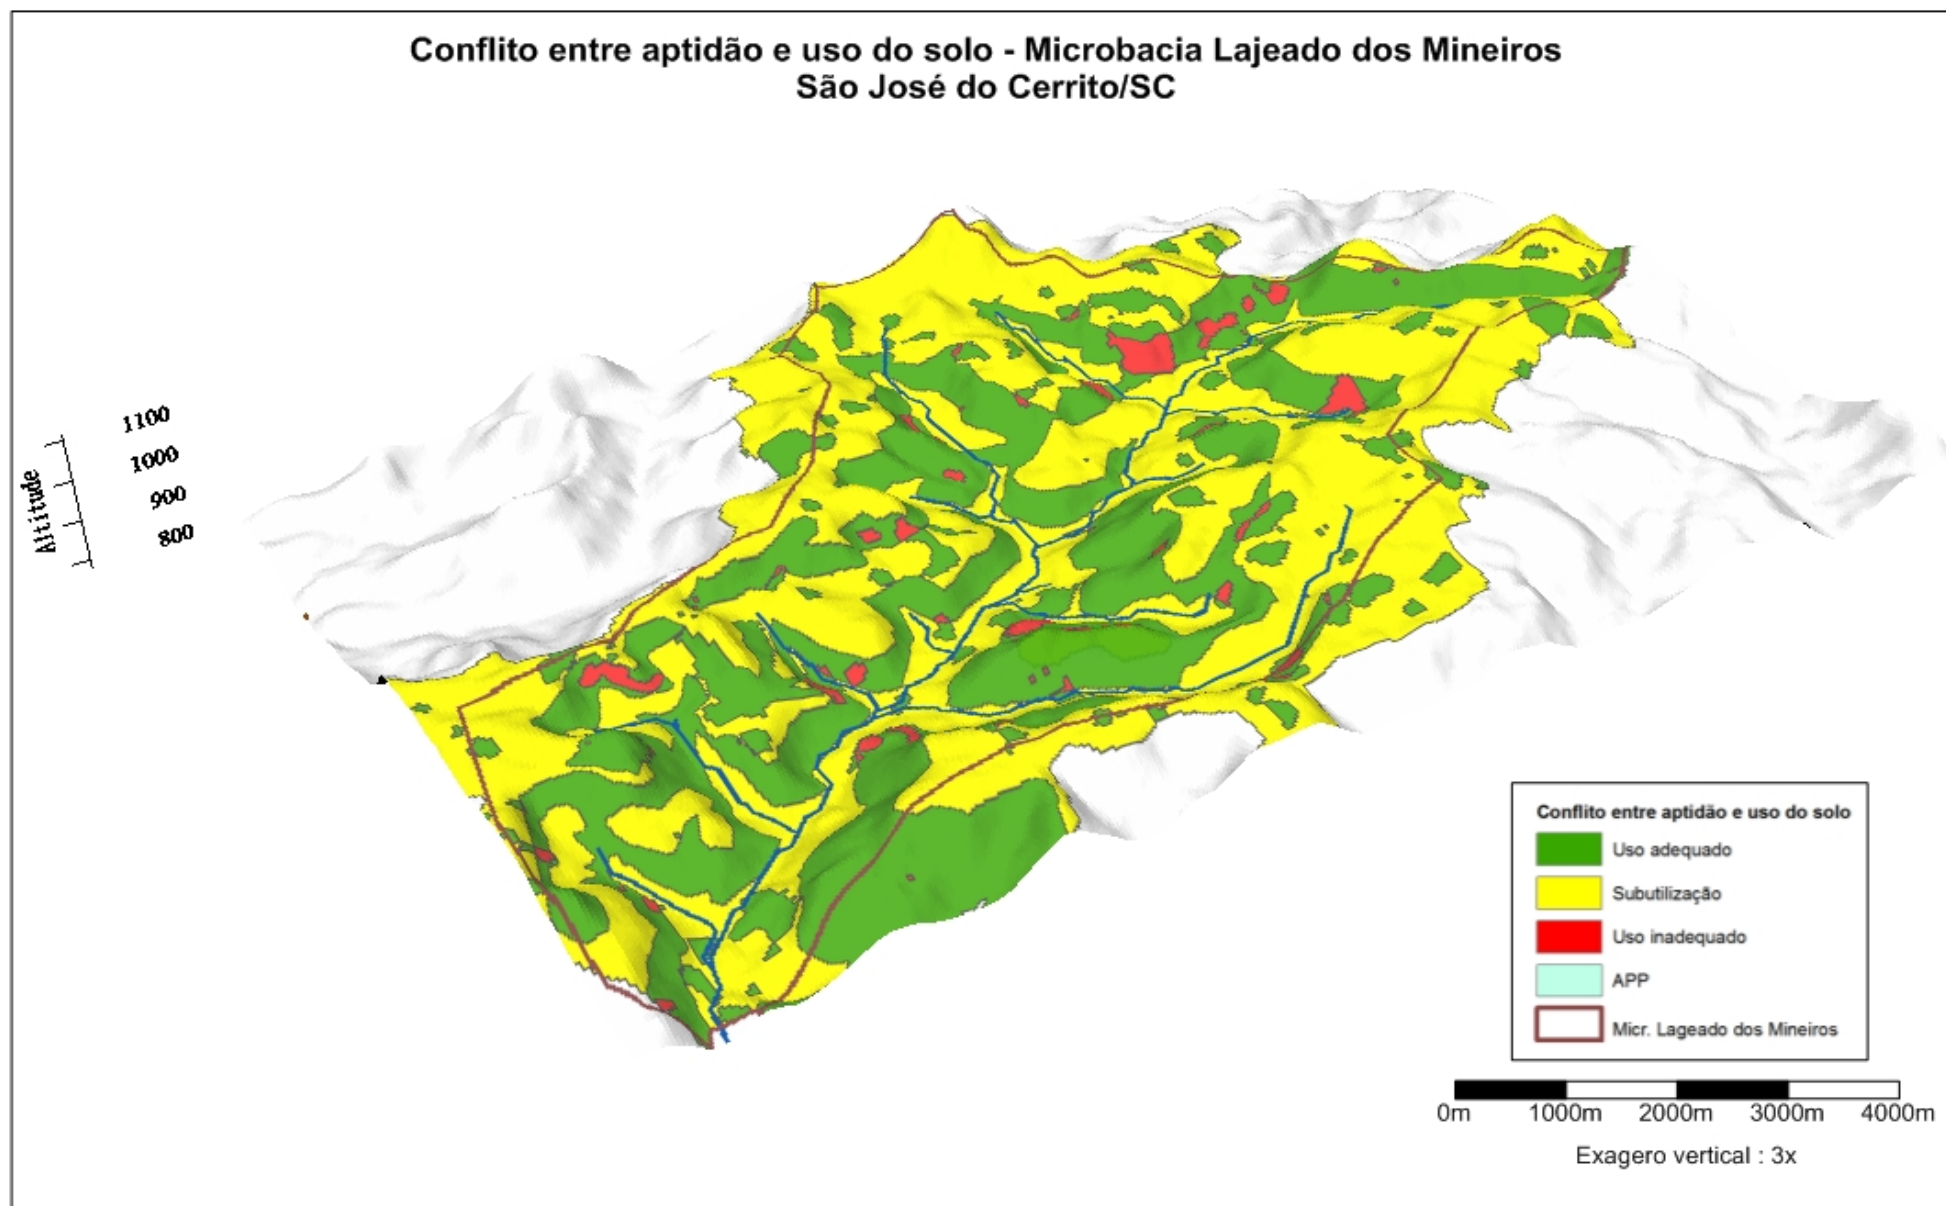 Conflito entre aptidão e uso do solo - Microbacia Lajeado dos Mineiros
São José do Cerrito/SC
Altitude
1100
1000
900
800
Conflito entre aptidão e uso do solo
Uso adequado
Subutilização
Uso inadequado
APP
Micr. Lageado dos Mineiros
0m 1000m 2000m 3000m 4000m
Exagero vertical : 3x